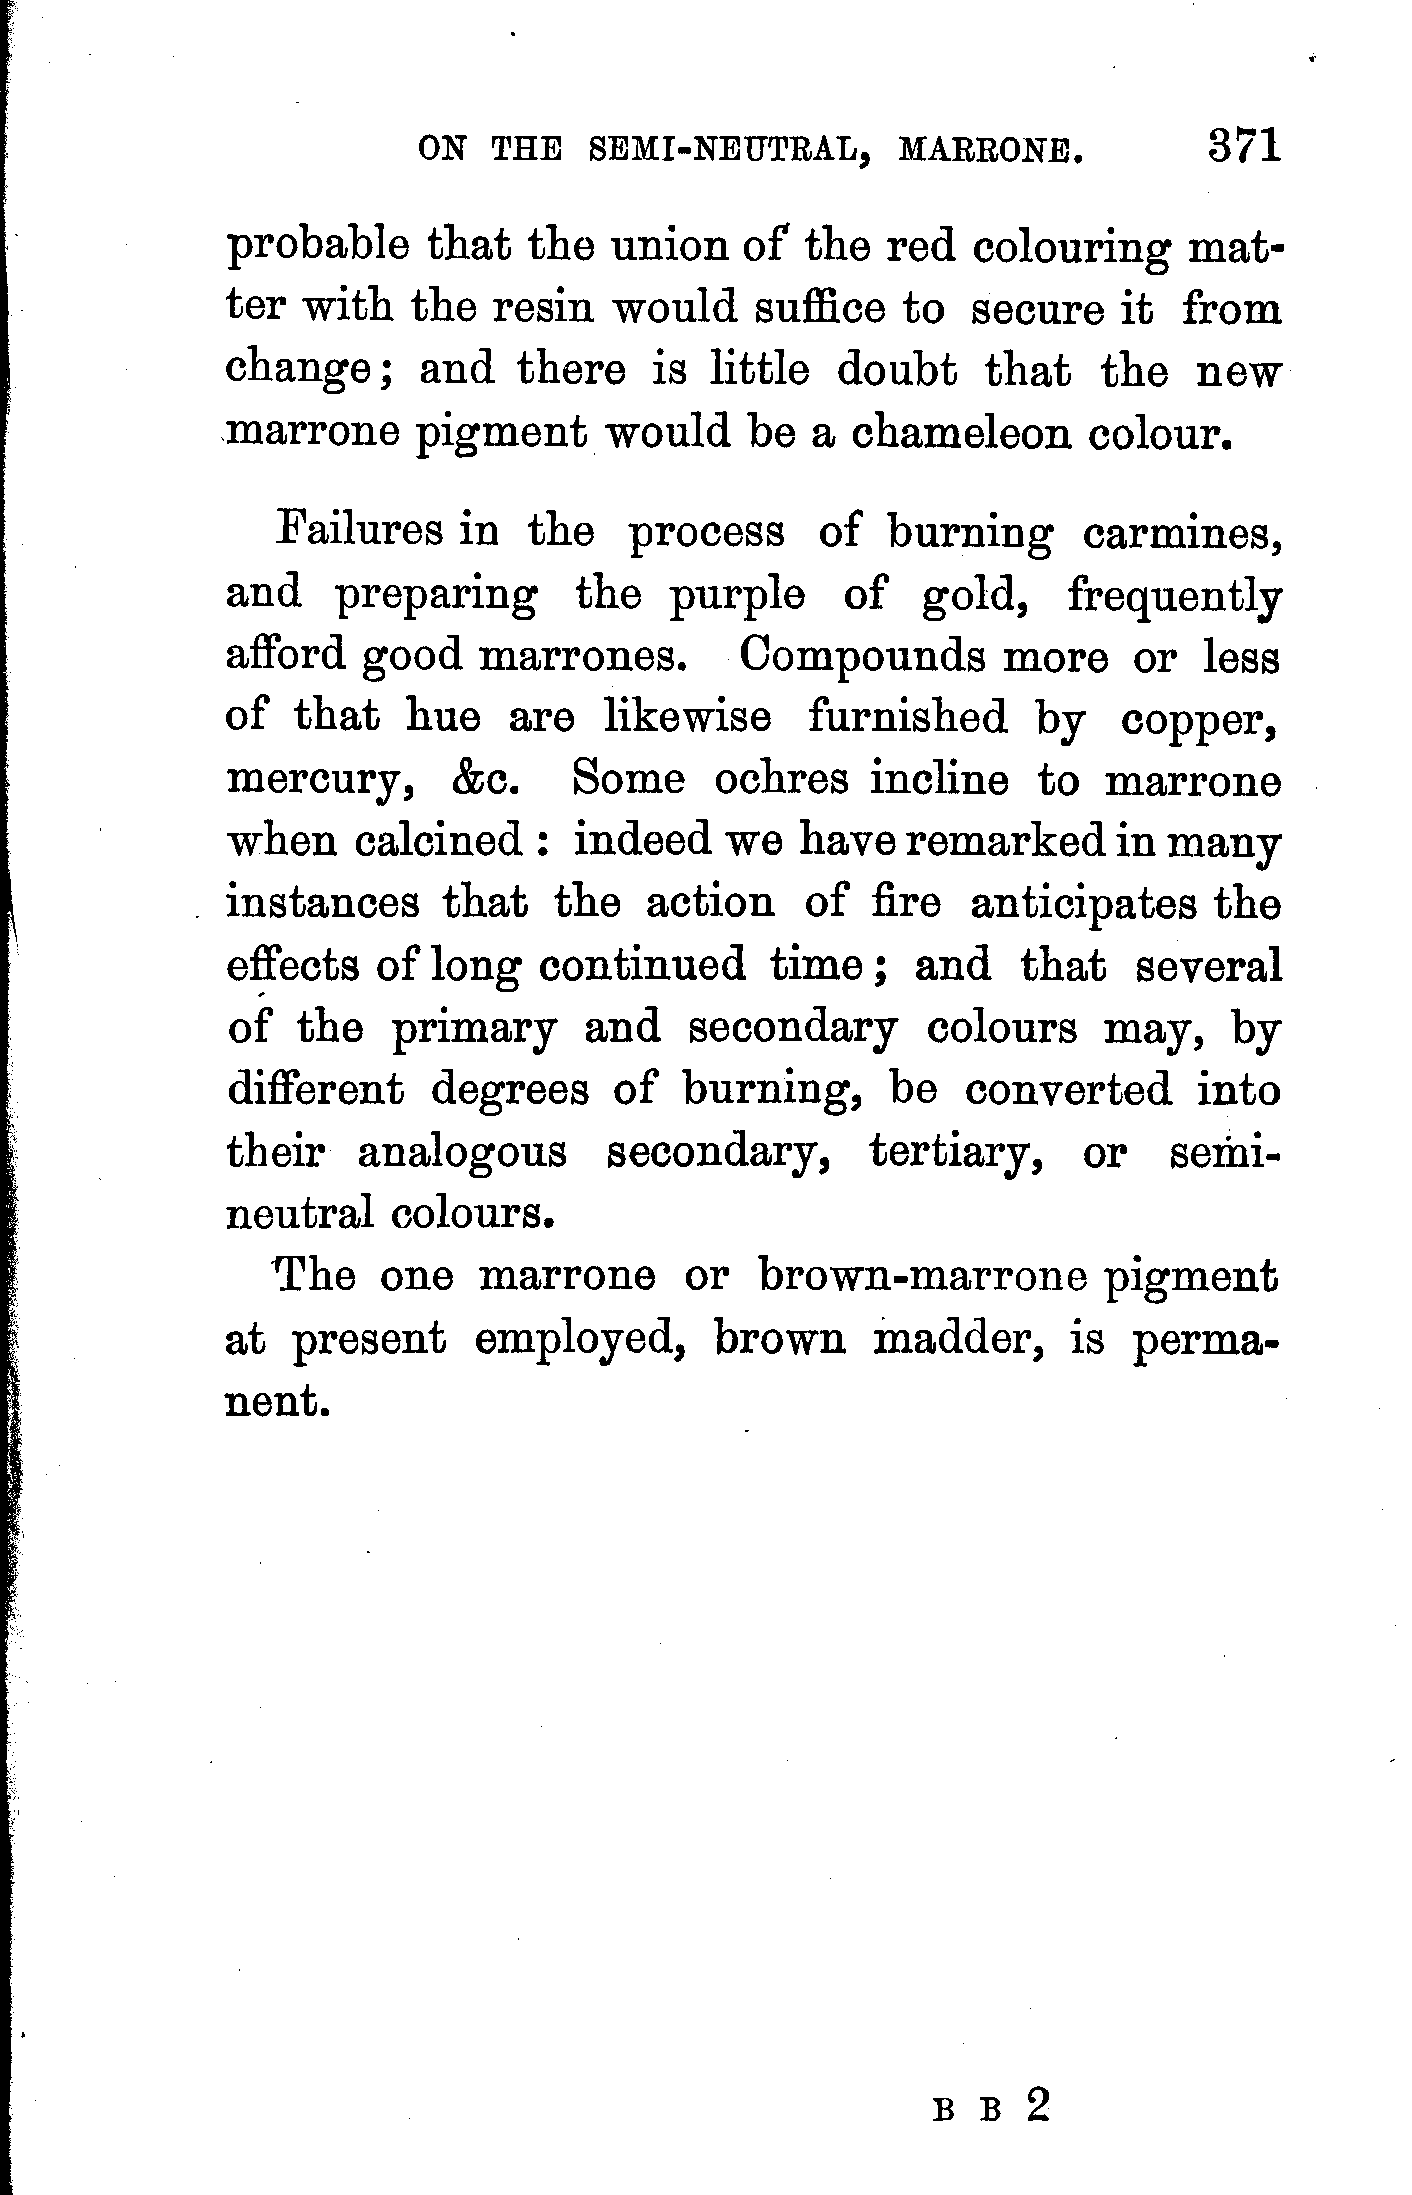 ON THE SEMI-NEUTRAL, MARRONE. 371
probable that the union of the red colouring mat-
ter with the resin would suffice to secure it from
change; and there is little doubt that the new
marrone pigment would be a chameleon colour.
Failures in the process of burning carmines,
and preparing the purple of gold, frequently
afford good marrones. Compounds more or less
of that hue are likewise furnished by copper,
mercury, &c. Some ochres incline to marrone
when calcined : indeed we have remarked in many
instances that the action of fire anticipates the
effects of long continued time; and that several
of the primary and secondary colours may, by
different degrees of burning, be converted into
their analogous secondary, tertiary, or semi-
neutral colours.
The one marrone or brown-marrone pigment
at present employed, brown madder, is perma-
nent.
B B 2